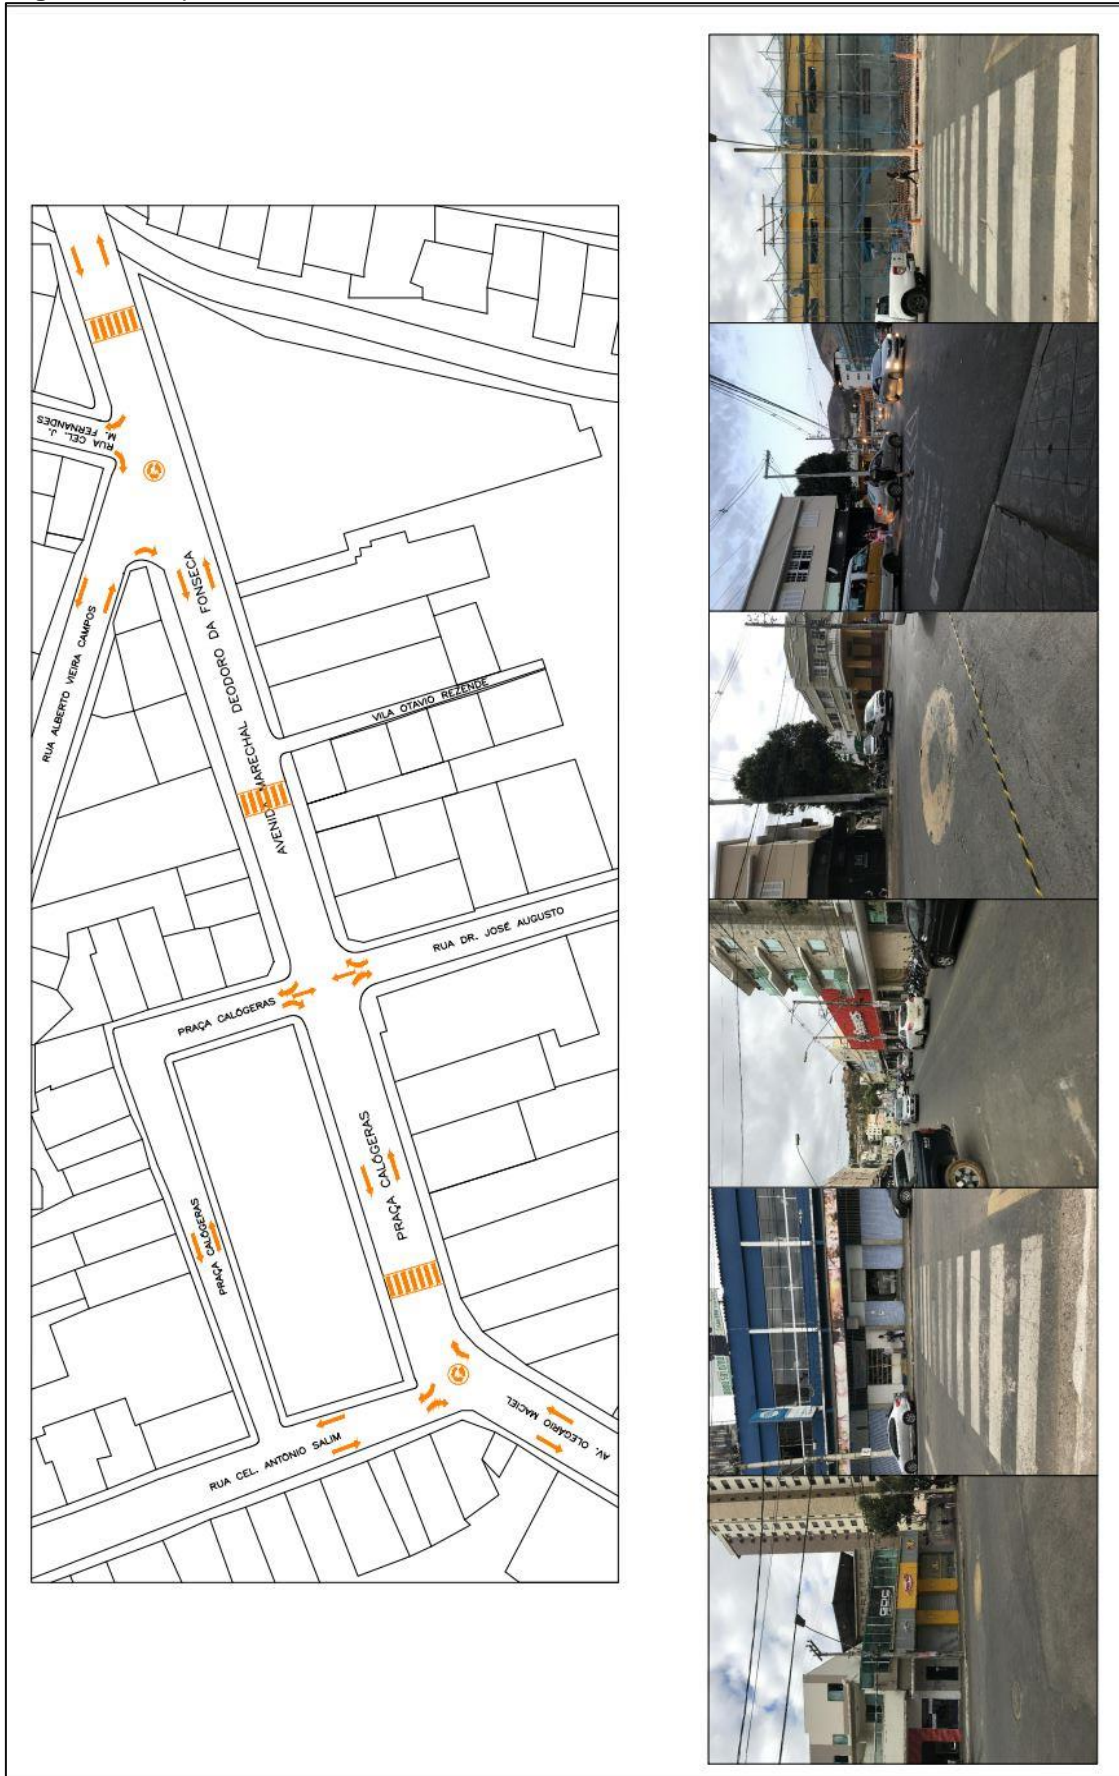 RUA CEL. J.
M. FERNANDES
RUA ALBERTO VIEIRA CAMPOS
AVENIDA MARECHAL DEODORO DA FONSECA
VILA OTAVIO REZENDE
RUA DR. JOSÉ AUGUSTO
PRAÇA CALÓGERAS
PRAÇA CALÓGERAS
PRAÇA CALÓGERAS
RUA CEL. ANTÔNIO SALIM
AV. OLEGÁRIO MACIEL